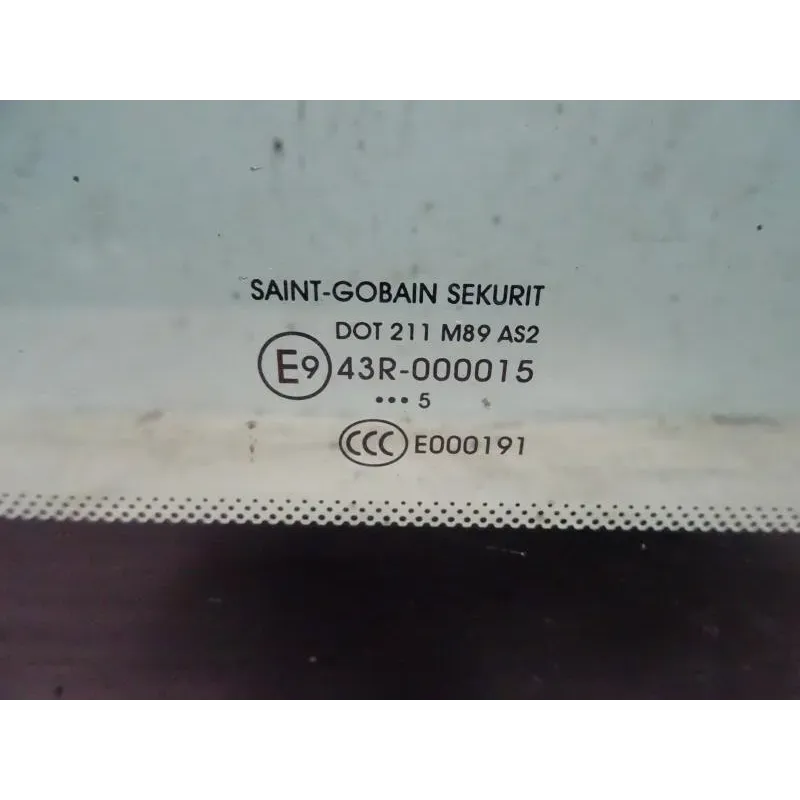 SAINT-GOBAIN SEKURIT
DOT 211 M89 AS2
E9 43R-000015
••• 5
CCC E000191